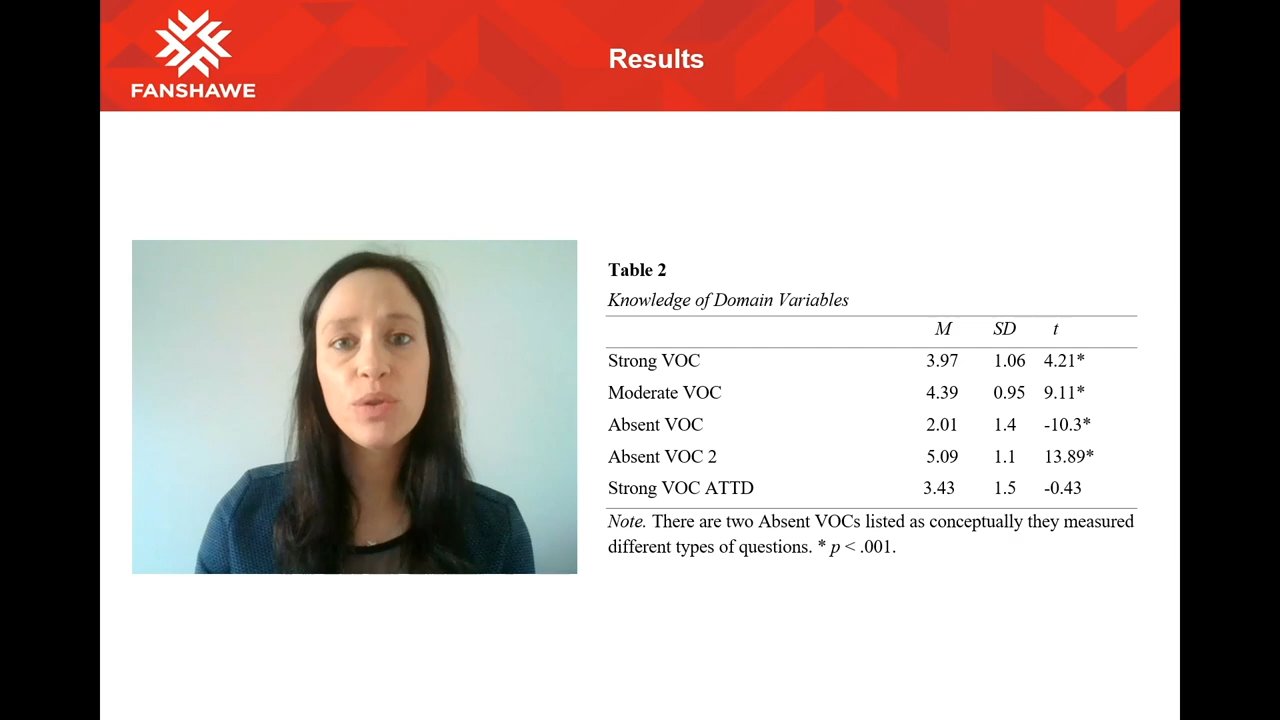 FANSHAWE
Results
Table 2
Knowledge of Domain Variables
M SD t
Strong VOC 3.97 1.06 4.21*
Moderate VOC 4.39 0.95 9.11*
Absent VOC 2.01 1.4 -10.3*
Absent VOC 2 5.09 1.1 13.89*
Strong VOC ATTD 3.43 1.5 -0.43
Note. There are two Absent VOCs listed as conceptually they measured
different types of questions. * p < .001.